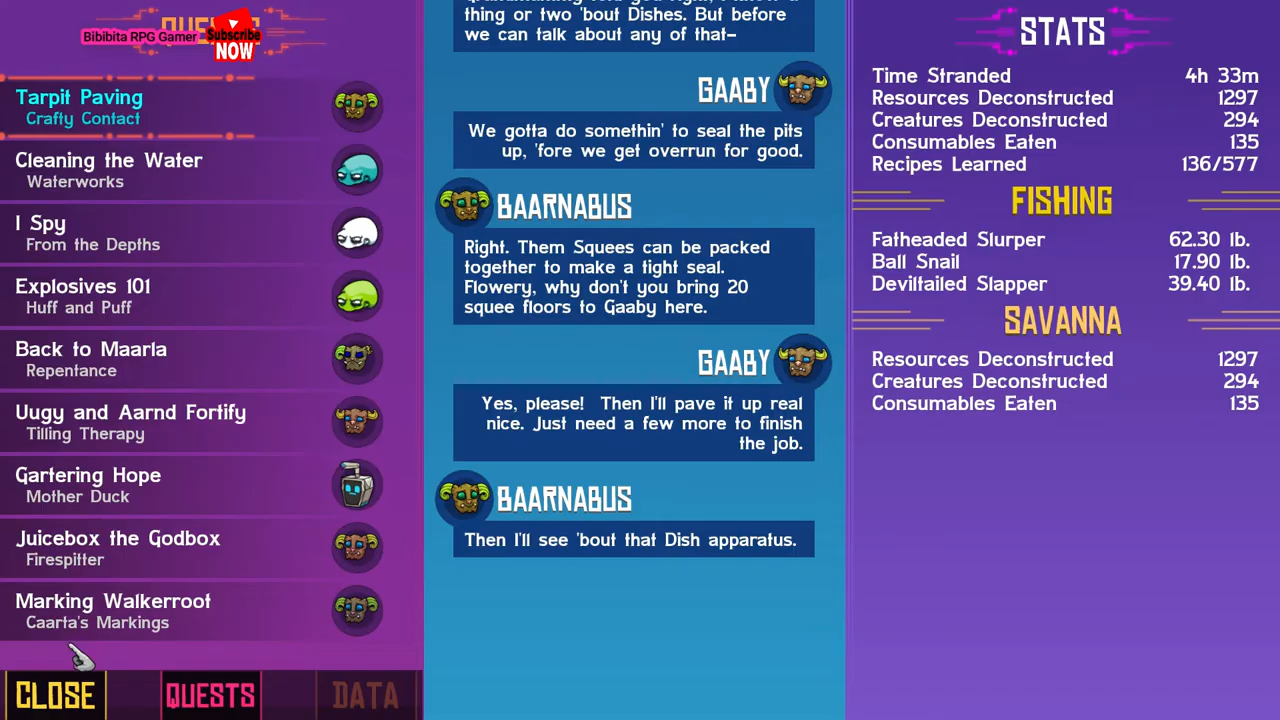 QUESTS
Bibibita RPG Gamer
Subscribe
NOW
Tarpit Paving
Crafty Contact
Cleaning the Water
Waterworks
I Spy
From the Depths
Explosives 101
Huff and Puff
Back to Maarla
Repentance
Uugy and Aarnd Fortify
Tilling Therapy
Gartering Hope
Mother Duck
Juicebox the Godbox
Firespitter
Marking Walkerroot
Caarta's Markings
CLOSE
QUESTS
DATA
thing or two 'bout Dishes. But before
we can talk about any of that-
GAABY
We gotta do somethin' to seal the pits
up, 'fore we get overrun for good.
BAARNABUS
Right. Them Squees can be packed
together to make a tight seal.
Flowery, why don't you bring 20
squee floors to Gaaby here.
GAABY
Yes, please! Then I'll pave it up real
nice. Just need a few more to finish
the job.
BAARNABUS
Then I'll see 'bout that Dish apparatus.
STATS
Time Stranded 4h 33m
Resources Deconstructed 1297
Creatures Deconstructed 294
Consumables Eaten 135
Recipes Learned 136/577
FISHING
Fatheaded Slurper 62.30 lb.
Ball Snail 17.90 lb.
Deviltailed Slapper 39.40 lb.
SAVANNA
Resources Deconstructed 1297
Creatures Deconstructed 294
Consumables Eaten 135